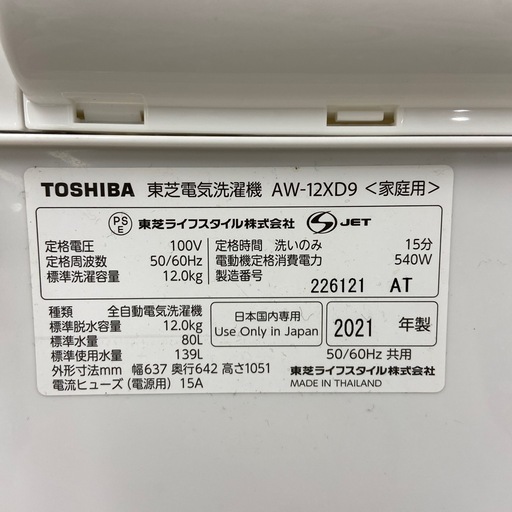 TOSHIBA 東芝電気洗濯機 AW-12XD9 <家庭用>
PSE 東芝ライフスタイル株式会社 S JET
定格電圧 100V
定格周波数 50/60Hz
標準洗濯容量 12.0kg
定格時間 洗いのみ 15分
電動機定格消費電力 540W
製造番号
226121 AT
種類 全自動電気洗濯機
標準脱水容量 12.0kg
標準水量 80L
標準使用水量 139L
外形寸法mm 幅637 奥行642 高さ1051
電流ヒューズ(電源用) 15A
日本国内専用
Use Only in Japan
2021 年製
50/60Hz 共用
東芝ライフスタイル株式会社
MADE IN THAILAND